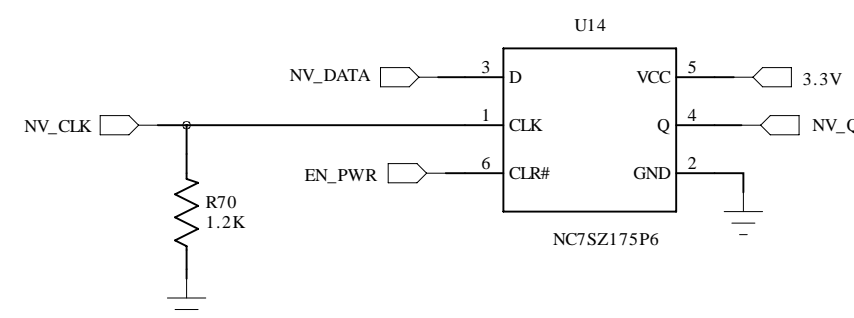 U14
NV_DATA 3 D VCC 5 3.3V
NV_CLK 1 CLK Q 4 NV_Q
EN_PWR 6 CLR# GND 2
R70
1.2K
NC7SZ175P6